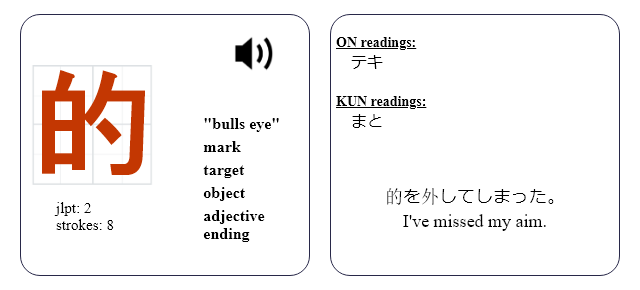 的
jlpt: 2
strokes: 8
"bulls eye"
mark
target
object
adjective
ending
ON readings:
テキ
KUN readings:
まと
的を外してしまった。
I've missed my aim.